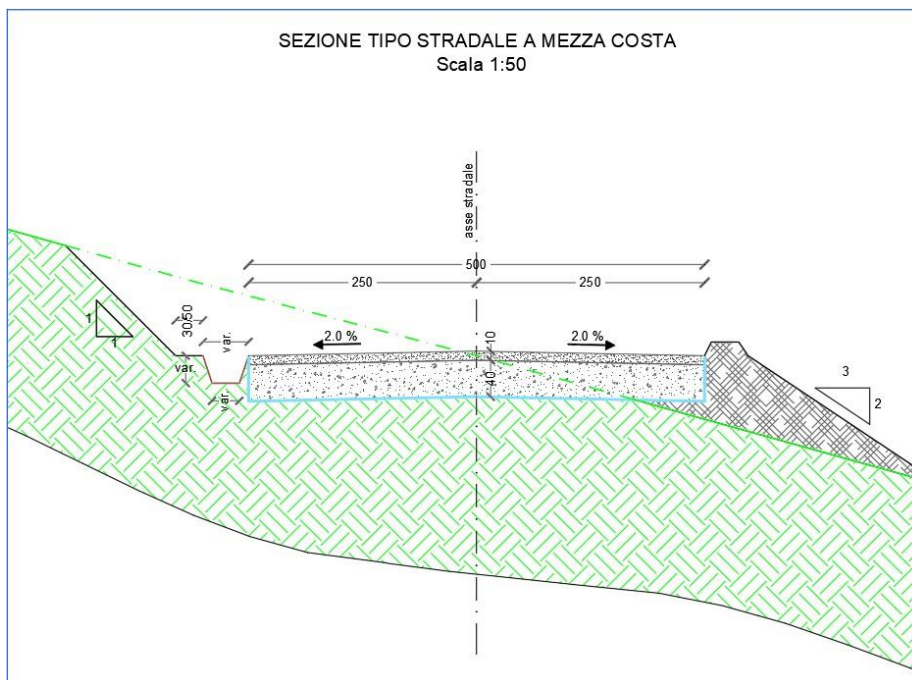 SEZIONE TIPO STRADALE A MEZZA COSTA
Scala 1:50
asse stradale
500
250
250
30/50
var.
2.0 %
10
2.0 %
1
1
var.
var.
40
3
2